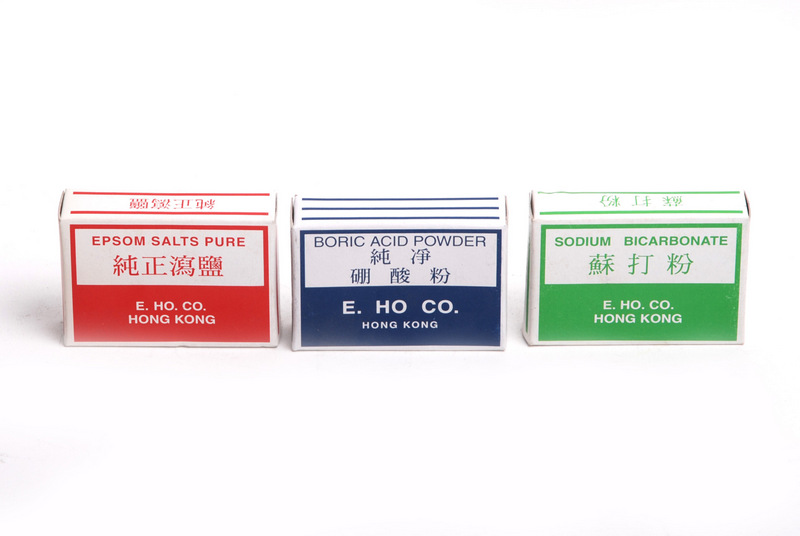 純正瀉鹽
EPSOM SALTS PURE
純正瀉鹽
E. HO. CO.
HONG KONG
BORIC ACID POWDER
純 凈
硼 酸 粉
E. HO CO.
HONG KONG
蘇 打 粉
SODIUM BICARBONATE
蘇 打 粉
E. HO. CO.
HONG KONG